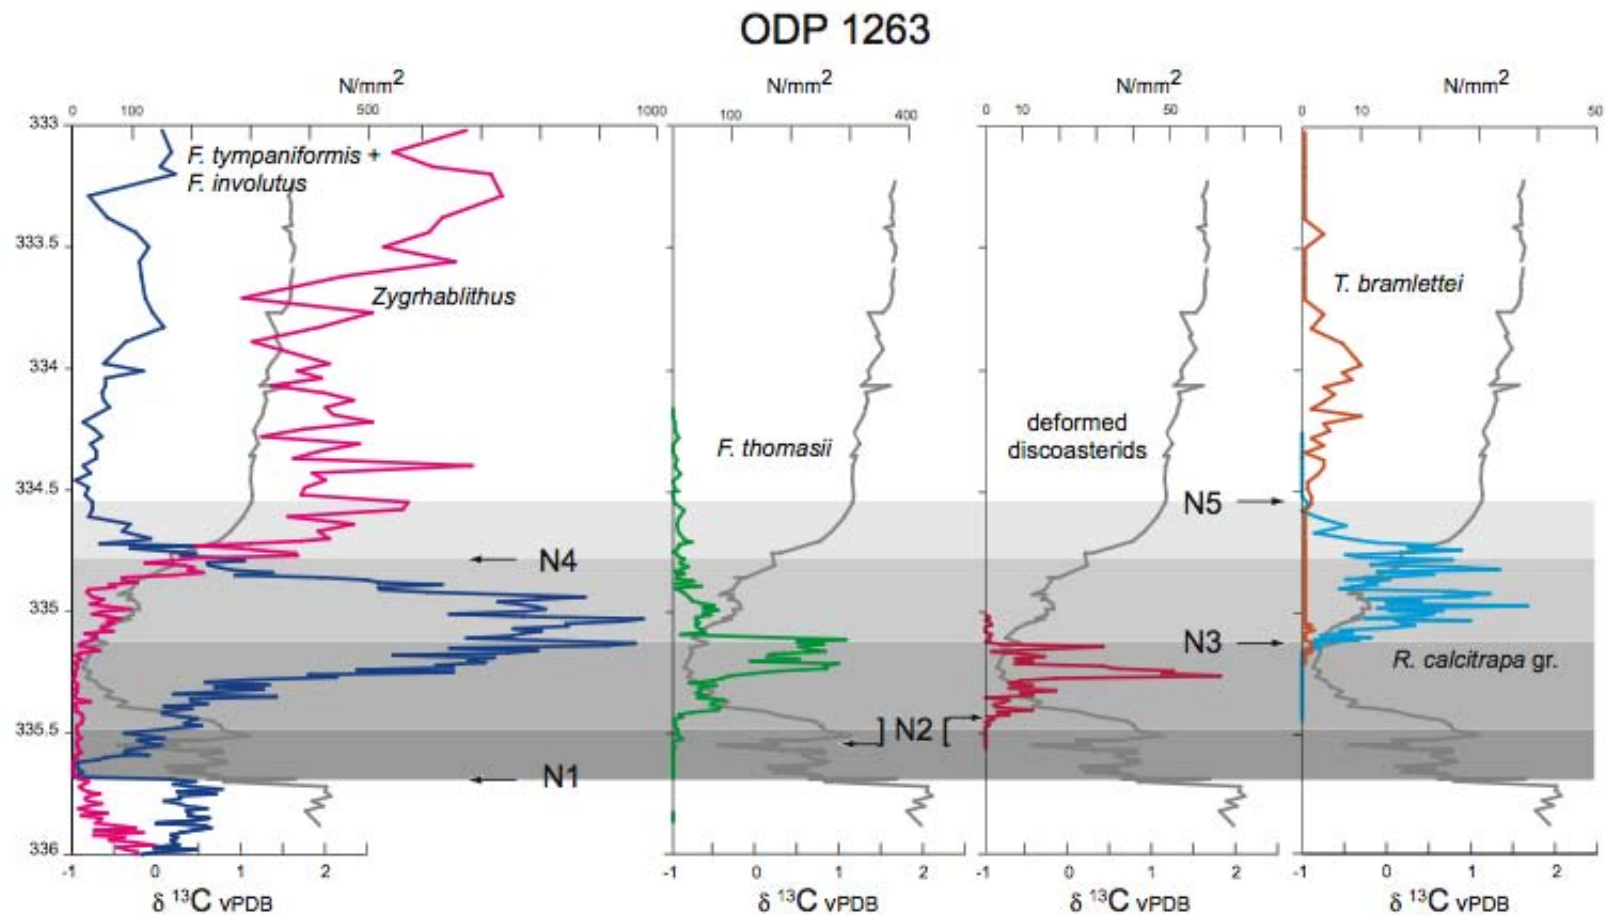 ODP 1263
N/mm2
N/mm2
N/mm2
N/mm2
0 100 500 1000
100 400
0 10 50
0 10 50
333
F. tympaniformis +
F. involutus
333.5
Zygrhablithus
T. bramlettei
334
deformed
discoasterids
F. thomasii
334.5
N5
N4
335
N3
R. calcitrapa gr.
335.5
] N2 [
N1
336
-1 0 1 2
-1 0 1 2
-1 0 1 2
-1 0 1 2
δ 13C vPDB
δ 13C vPDB
δ 13C vPDB
δ 13C vPDB